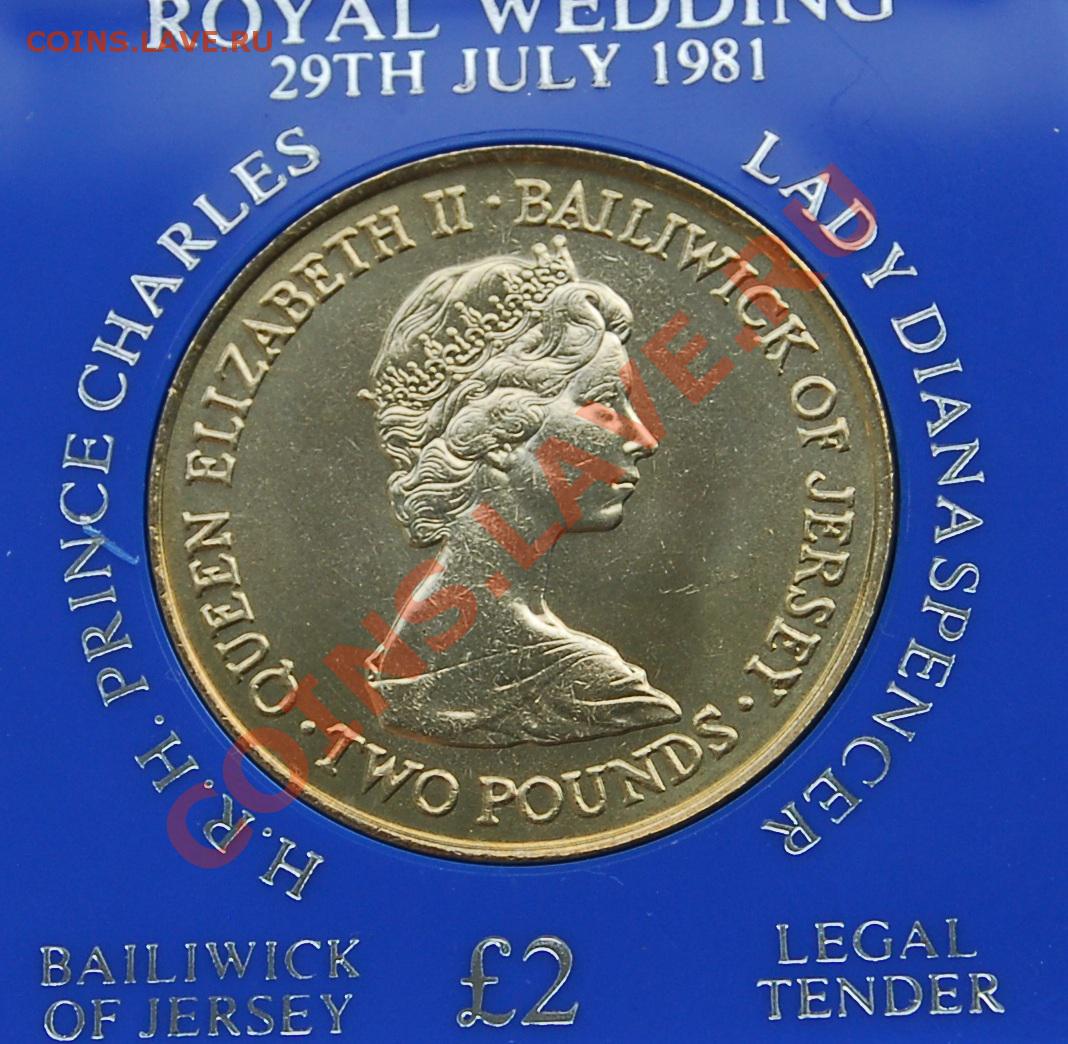 ROYAL WEDDING
COINS.LAVE.RU
29TH JULY 1981
H.R.H. PRINCE CHARLES
LADY DIANA SPENCER
QUEEN ELIZABETH II · BAILIWICK OF JERSEY ·
· TWO POUNDS ·
COINS.LAVE.RU
BAILIWICK
OF JERSEY
£2
LEGAL
TENDER